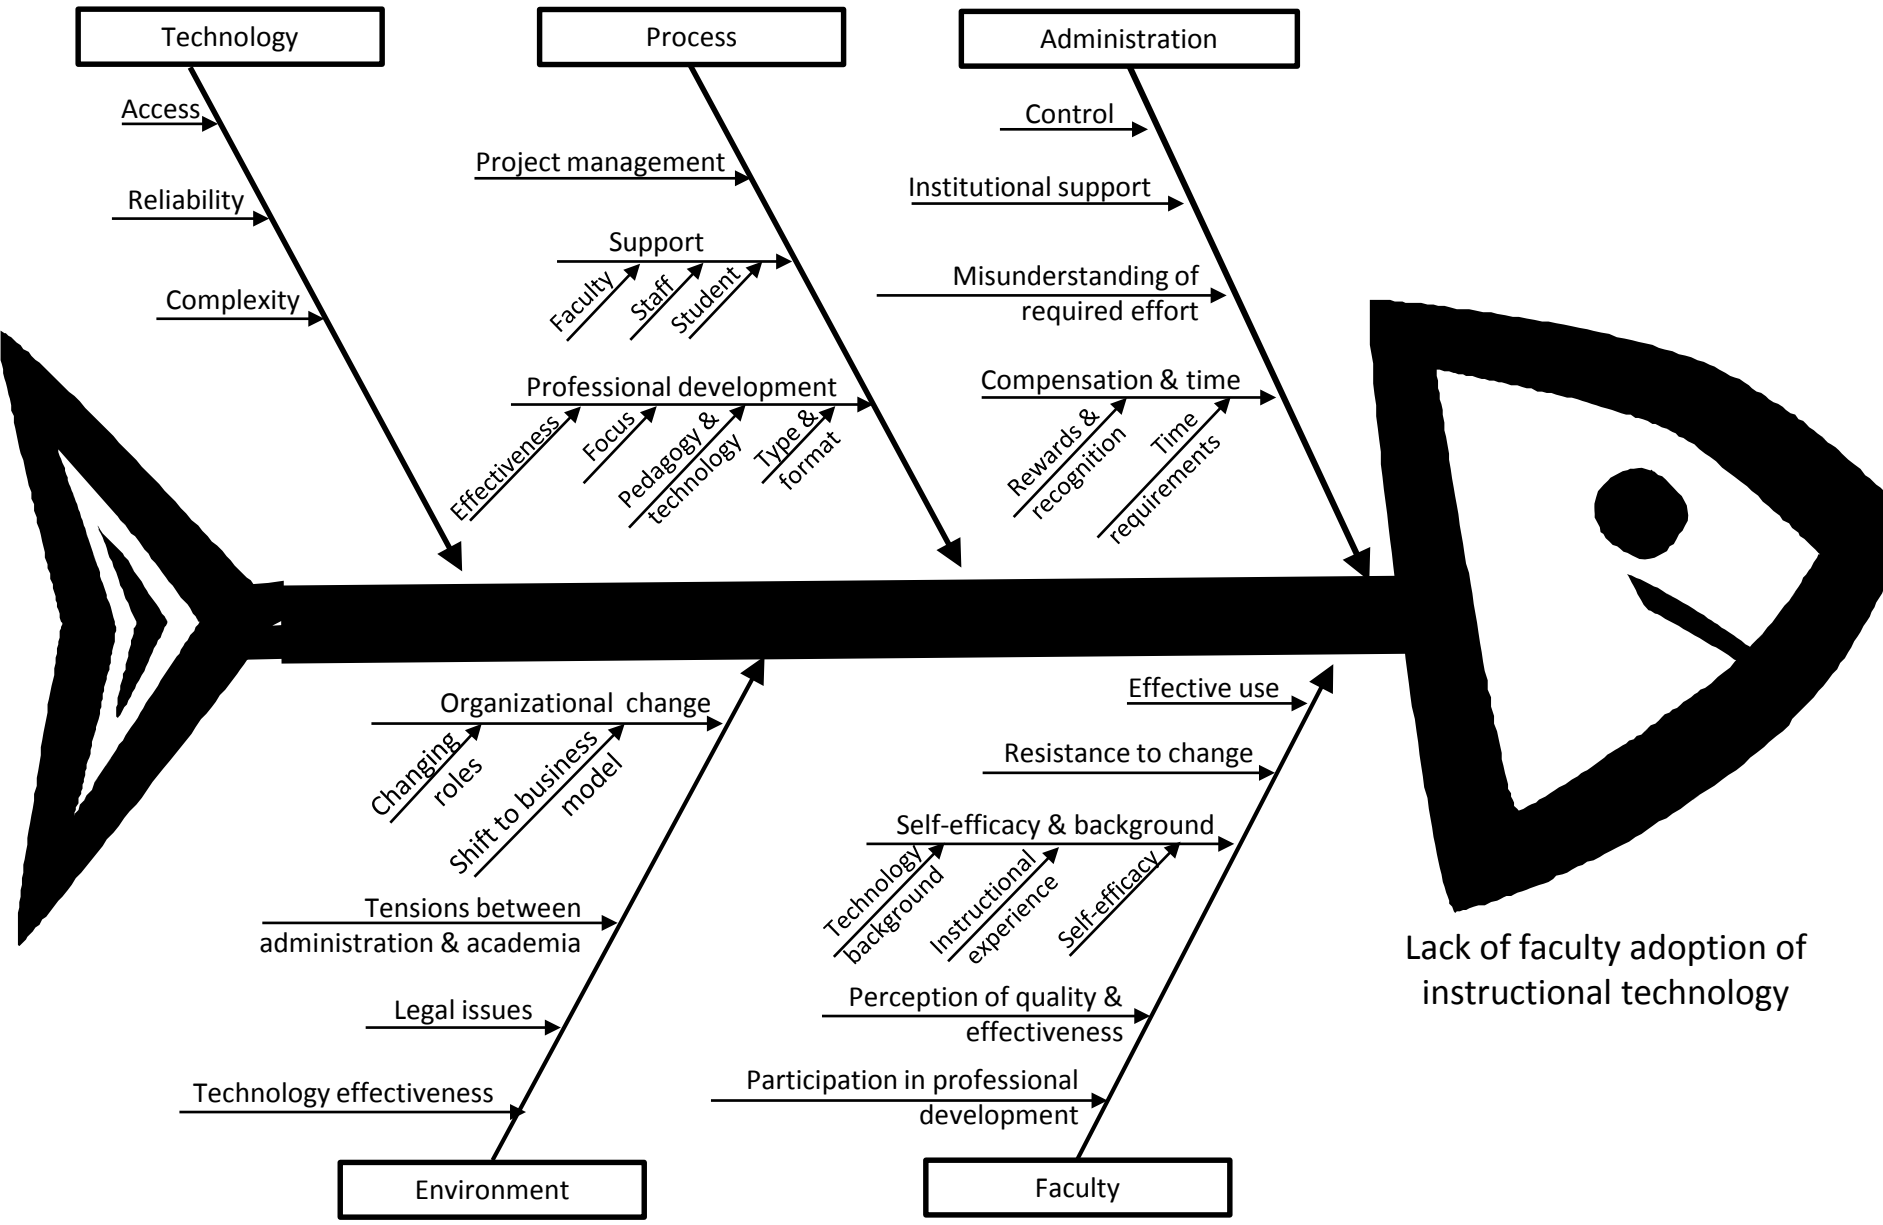 Technology
Process
Administration
Access
Reliability
Complexity
Project management
Support
Faculty
Staff
Student
Professional development
Effectiveness
Focus
Pedagogy &
technology
Type &
format
Control
Institutional support
Misunderstanding of
required effort
Compensation & time
Rewards &
recognition
Time
requirements
Organizational  change
Changing
roles
Shift to business
model
Tensions between
administration & academia
Legal issues
Technology effectiveness
Environment
Effective use
Resistance to change
Self-efficacy & background
Technology
background
Instructional
experience
Self-efficacy
Perception of quality &
effectiveness
Participation in professional
development
Faculty
Lack of faculty adoption of
instructional technology